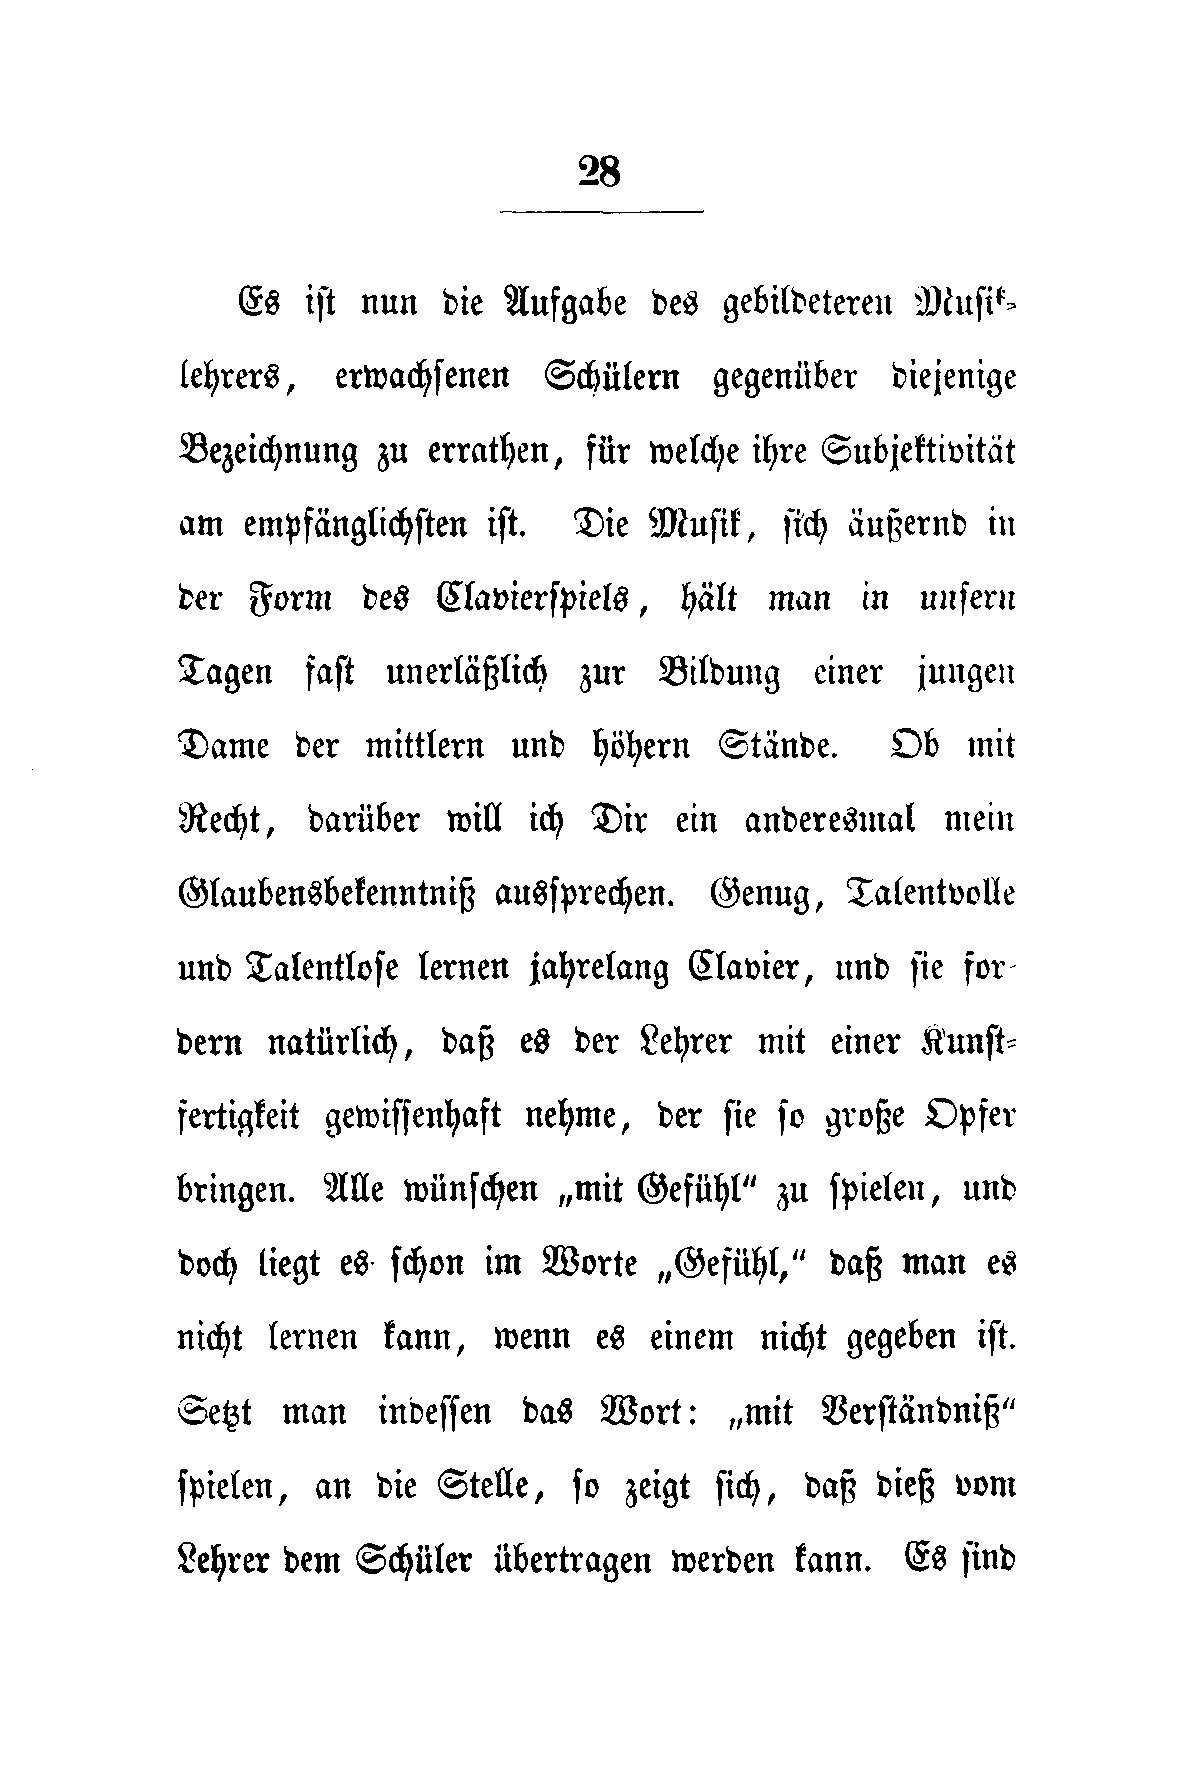 28
Es ist nun die Aufgabe des gebildeteren Musik-
lehrers, erwachsenen Schülern gegenüber diejenige
Bezeichnung zu errathen, für welche ihre Subjektivität
am empfänglichsten ist. Die Musik, sich äußernd in
der Form des Clavierspiels, hält man in unsern
Tagen fast unerläßlich zur Bildung einer jungen
Dame der mittlern und höhern Stände. Ob mit
Recht, darüber will ich Dir ein anderesmal mein
Glaubensbekenntniß aussprechen. Genug, Talentvolle
und Talentlose lernen jahrelang Clavier, und sie for-
dern natürlich, daß es der Lehrer mit einer Kunst-
fertigkeit gewissenhaft nehme, der sie so große Opfer
bringen. Alle wünschen „mit Gefühl“ zu spielen, und
doch liegt es schon im Worte „Gefühl,“ daß man es
nicht lernen kann, wenn es einem nicht gegeben ist.
Setzt man indessen das Wort: „mit Verständniß“
spielen, an die Stelle, so zeigt sich, daß dieß vom
Lehrer dem Schüler übertragen werden kann. Es sind